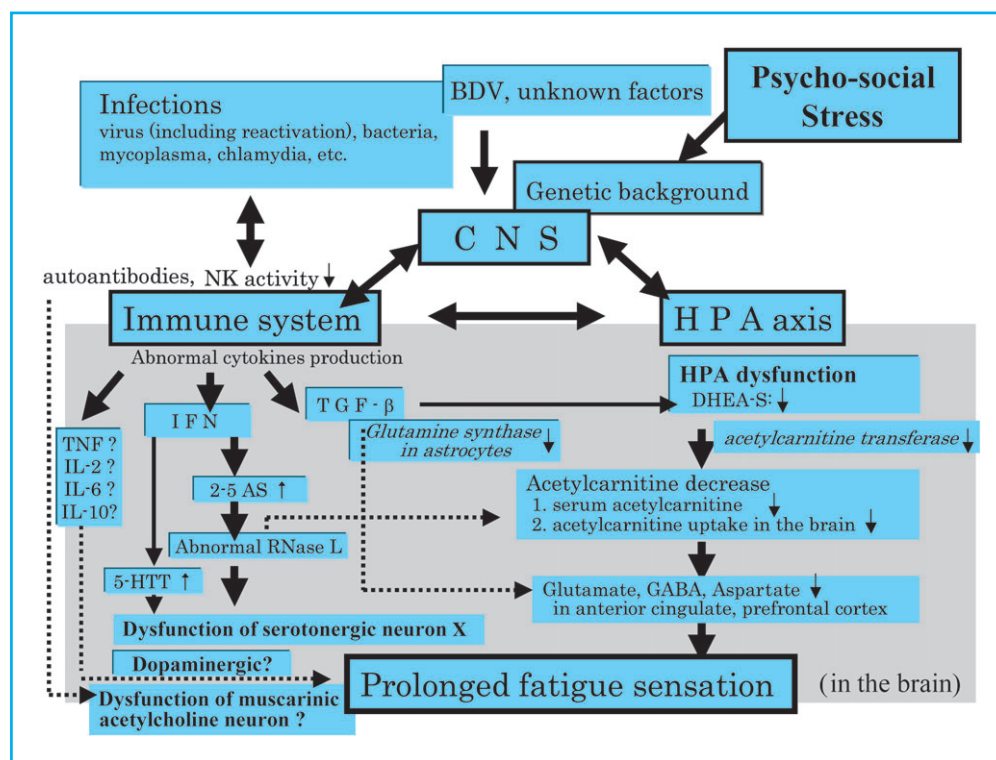 Infections
virus (including reactivation), bacteria,
mycoplasma, chlamydia, etc.
BDV, unknown factors
Psycho-social
Stress
Genetic background
C N S
autoantibodies, NK activity ↓
Immune system
H P A axis
Abnormal cytokines production
HPA dysfunction
DHEA-S: ↓
T G F - β
I F N
Glutamine synthase ↓
in astrocytes
acetylcarnitine transferase ↓
TNF ?
IL-2 ?
IL-6 ?
IL-10?
2-5 AS ↑
Acetylcarnitine decrease
1. serum acetylcarnitine ↓
2. acetylcarnitine uptake in the brain ↓
Abnormal RNase L
5-HTT ↑
Glutamate, GABA, Aspartate ↓
in anterior cingulate, prefrontal cortex
Dysfunction of serotonergic neuron X
Dopaminergic?
Prolonged fatigue sensation
(in the brain)
Dysfunction of muscarinic
acetylcholine neuron ?